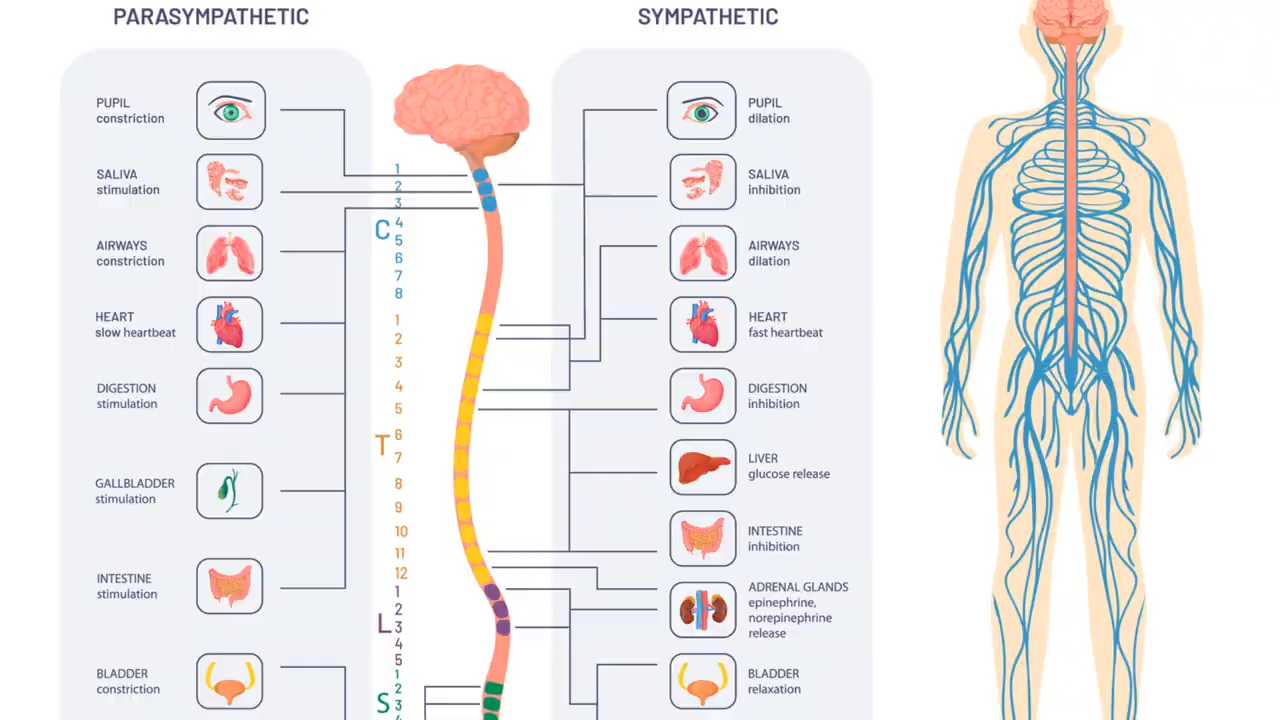 PARASYMPATHETIC
SYMPATHETIC
PUPIL
constriction
SALIVA
stimulation
AIRWAYS
constriction
HEART
slow heartbeat
DIGESTION
stimulation
GALLBLADDER
stimulation
INTESTINE
stimulation
BLADDER
constriction
C
1
2
3
4
5
6
7
8
T
1
2
3
4
5
6
7
8
9
10
11
12
L
1
2
3
4
5
S
1
2
3
4
PUPIL
dilation
SALIVA
inhibition
AIRWAYS
dilation
HEART
fast heartbeat
DIGESTION
inhibition
LIVER
glucose release
INTESTINE
inhibition
ADRENAL GLANDS
epinephrine,
norepinephrine
release
BLADDER
relaxation